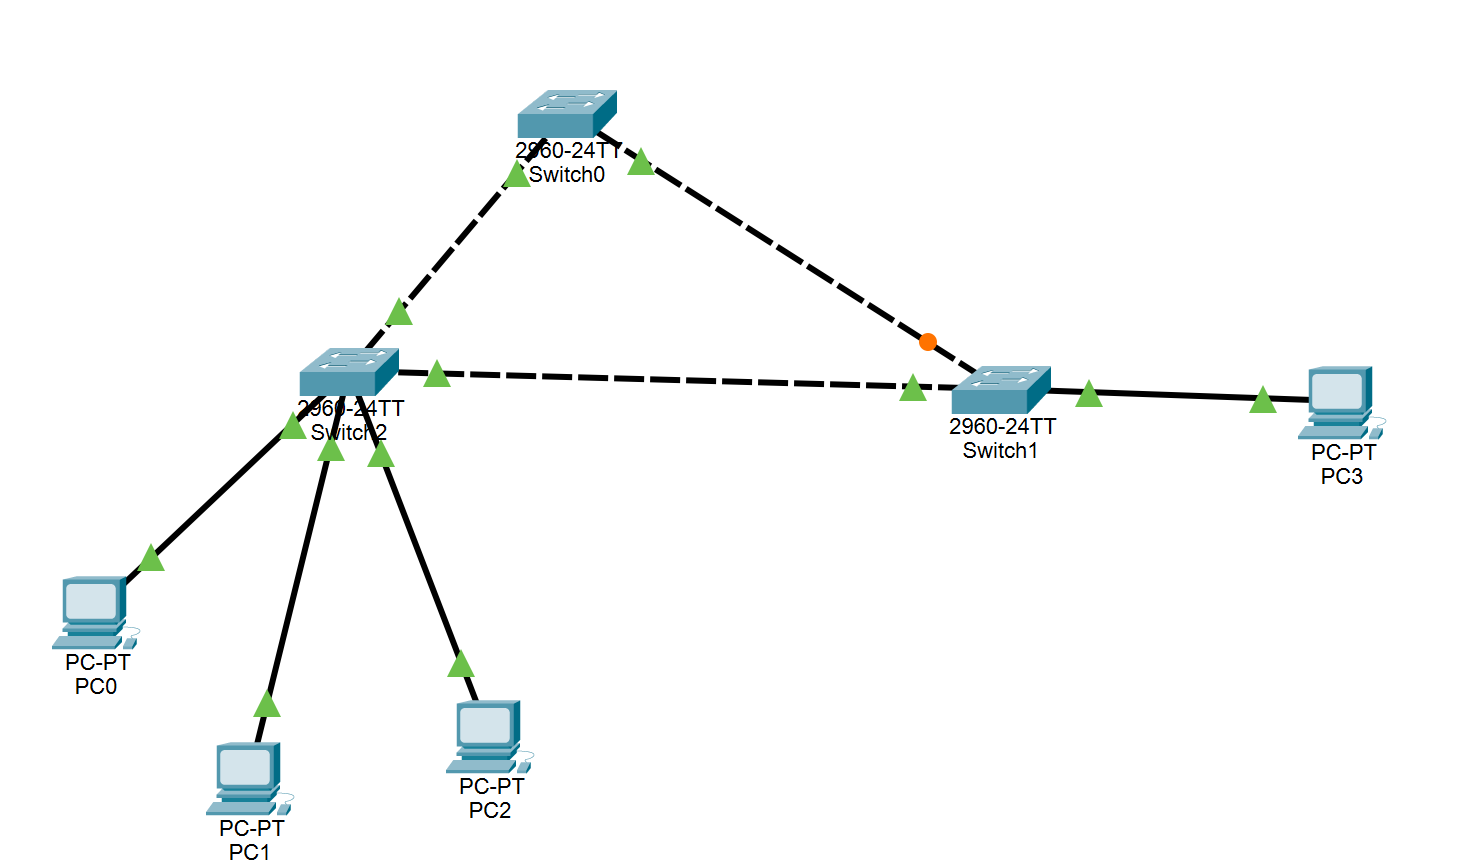 2960-24TT
Switch0
2960-24TT
Switch2
2960-24TT
Switch1
PC-PT
PC3
PC-PT
PC0
PC-PT
PC2
PC-PT
PC1